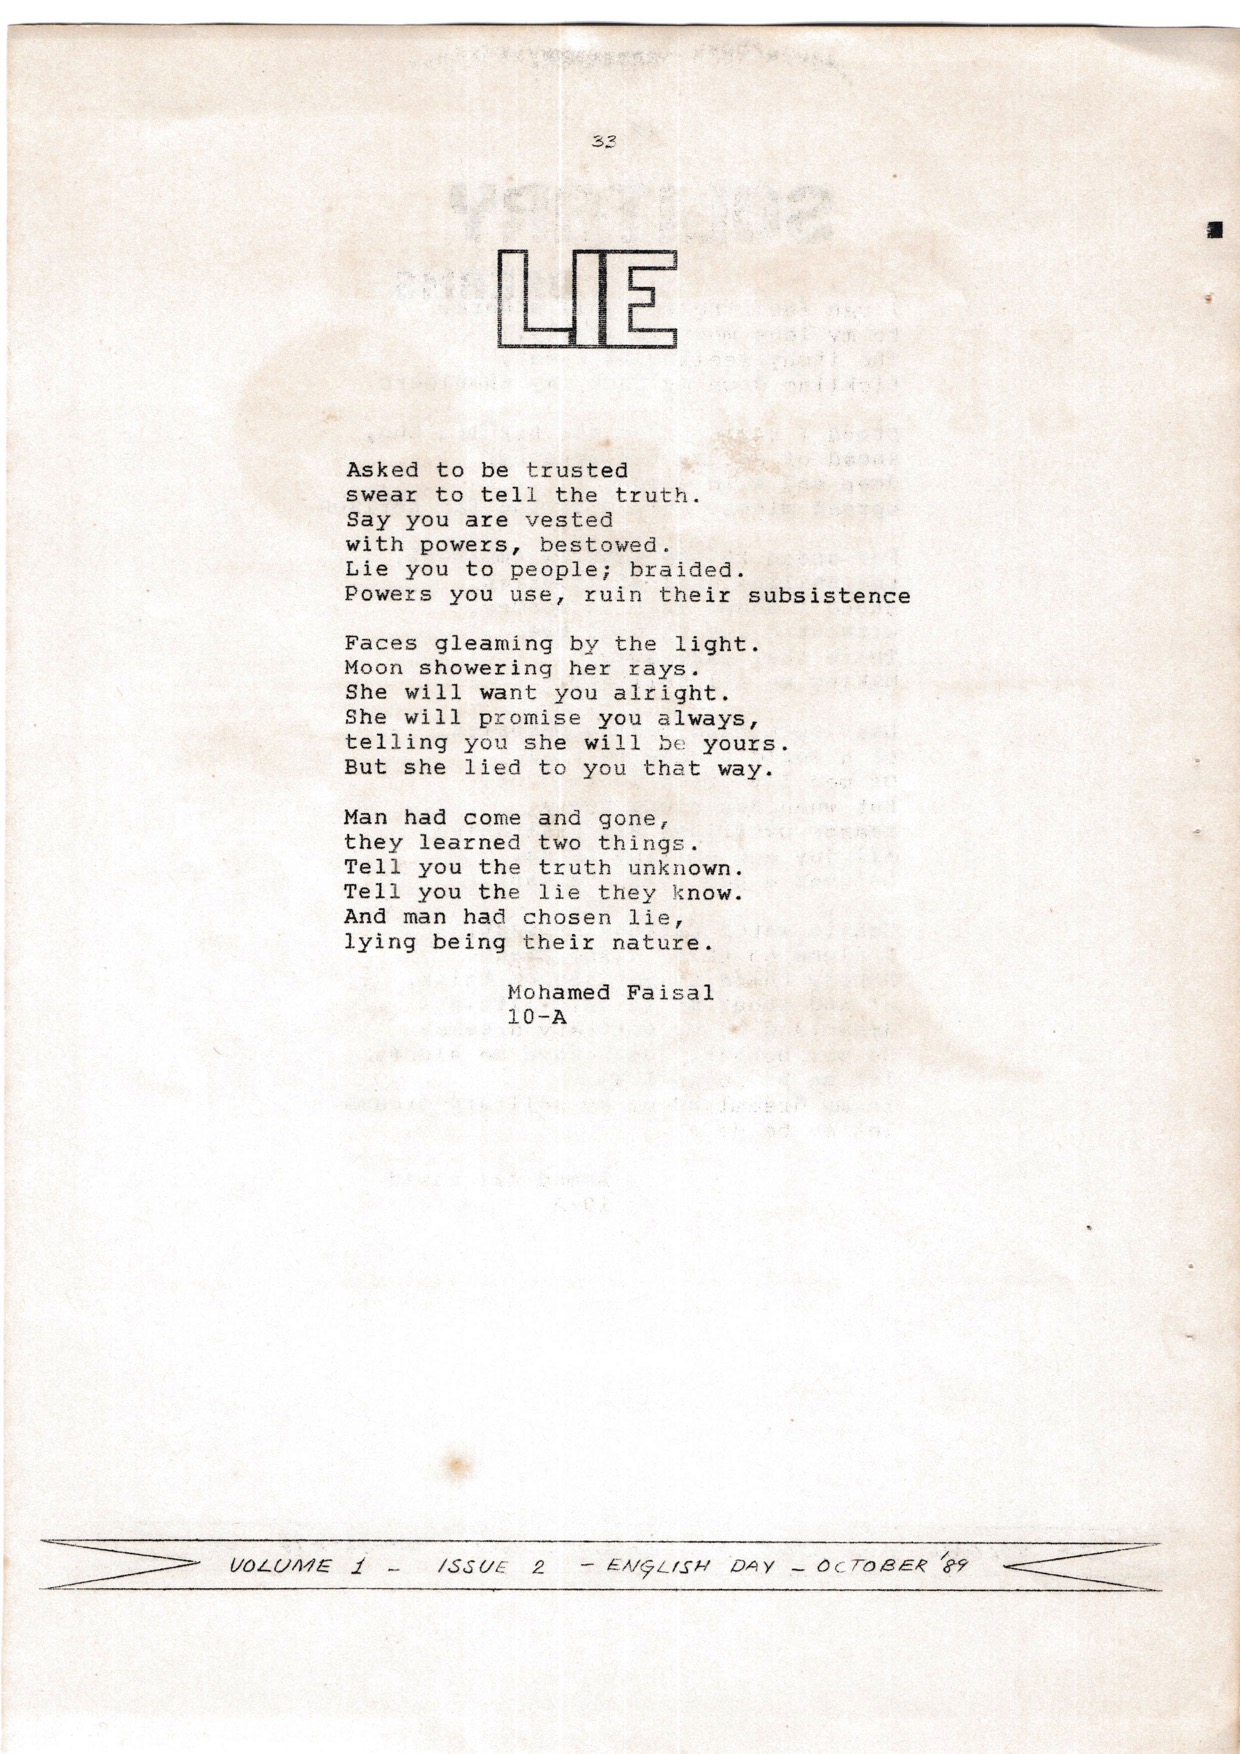 33
LIE
Asked to be trusted
swear to tell the truth.
Say you are vested
with powers, bestowed.
Lie you to people; braided.
Powers you use, ruin their subsistence
Faces gleaming by the light.
Moon showering her rays.
She will want you alright.
She will promise you always,
telling you she will be yours.
But she lied to you that way.
Man had come and gone,
they learned two things.
Tell you the truth unknown.
Tell you the lie they know.
And man had chosen lie,
lying being their nature.
Mohamed Faisal
10-A
VOLUME 1 - ISSUE 2 - ENGLISH DAY - OCTOBER '89